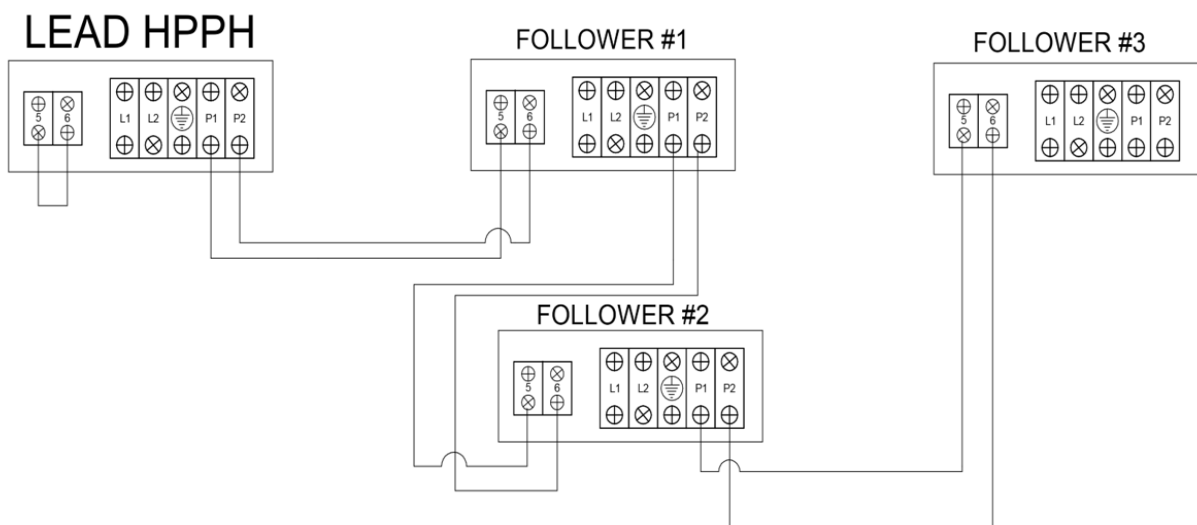 LEAD HPPH
5 6 L1 L2 P1 P2
FOLLOWER #1
5 6 L1 L2 P1 P2
FOLLOWER #3
5 6 L1 L2 P1 P2
FOLLOWER #2
5 6 L1 L2 P1 P2